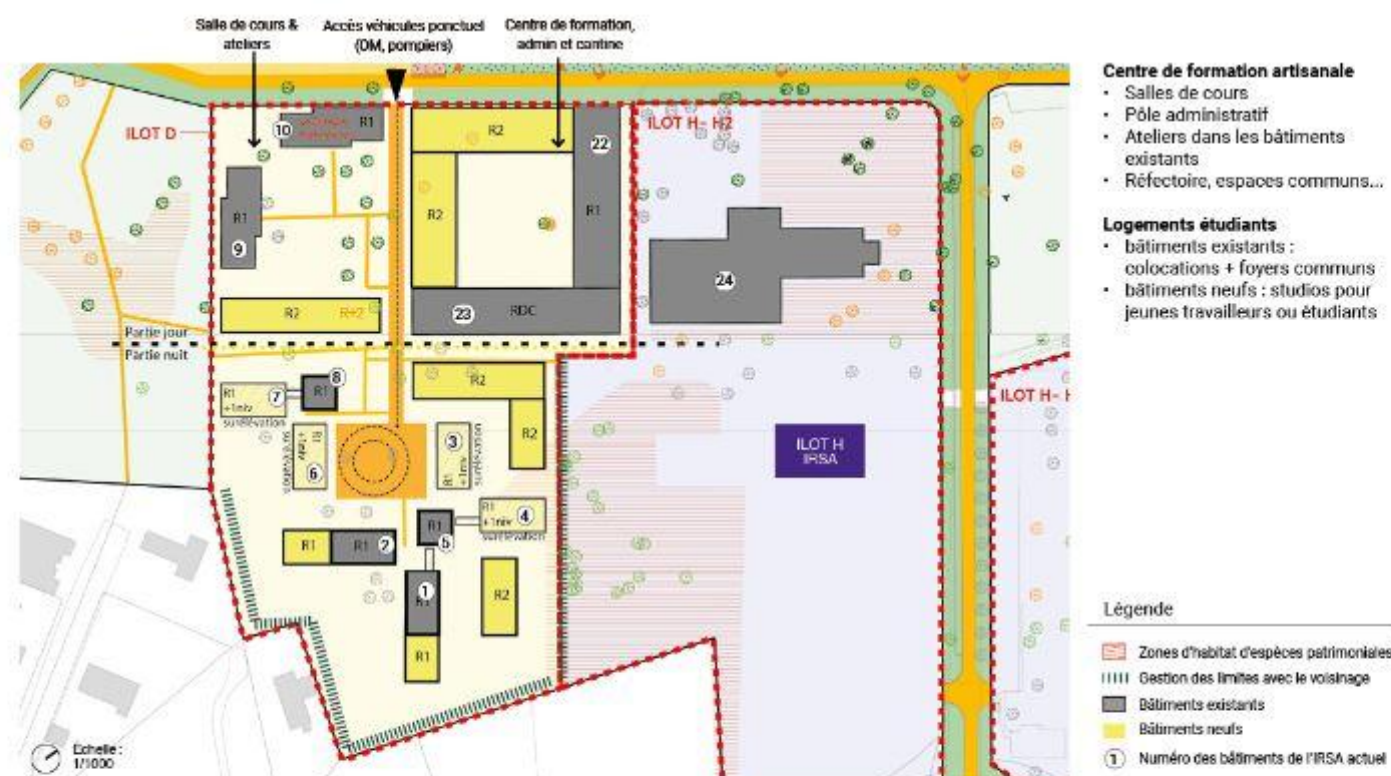 Salle de cours &
ateliers
Accès véhicules ponctuel
(OM, pompiers)
Centre de formation,
admin et cantine
ILOT D
10
R1
R2
22
ILOT H- H2
R1
9
R2
R1
24
R2
R+2
23
RDC
Partie jour
Partie nuit
R1
+1niv
7
surélévation
R1
8
R2
R2
ILOT H- H
R1
+1niv
6
surélévation
3
R1
+1niv
surélévation
ILOT H
IRSA
R1
+1niv
4
surélévation
R1
5
R1
R1
2
1
R1
R2
R1
Echelle :
1/1000
Centre de formation artisanale
• Salles de cours
• Pôle administratif
• Ateliers dans les bâtiments
existants
• Réfectoire, espaces communs...
Logements étudiants
• bâtiments existants :
colocations + foyers communs
• bâtiments neufs : studios pour
jeunes travailleurs ou étudiants
Légende
Zones d'habitat d'espèces patrimoniales
Gestion des limites avec le voisinage
Bâtiments existants
Bâtiments neufs
1 Numéro des bâtiments de l'IRSA actuel